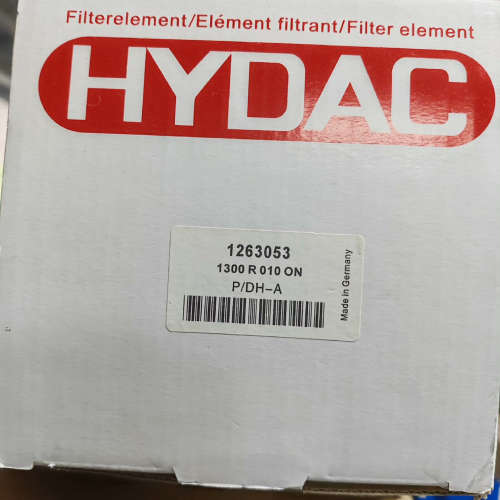 Filterelement/Elément filtrant/Filter element
HYDAC
1263053
1300 R 010 ON
P/DH-A
Made in Germany